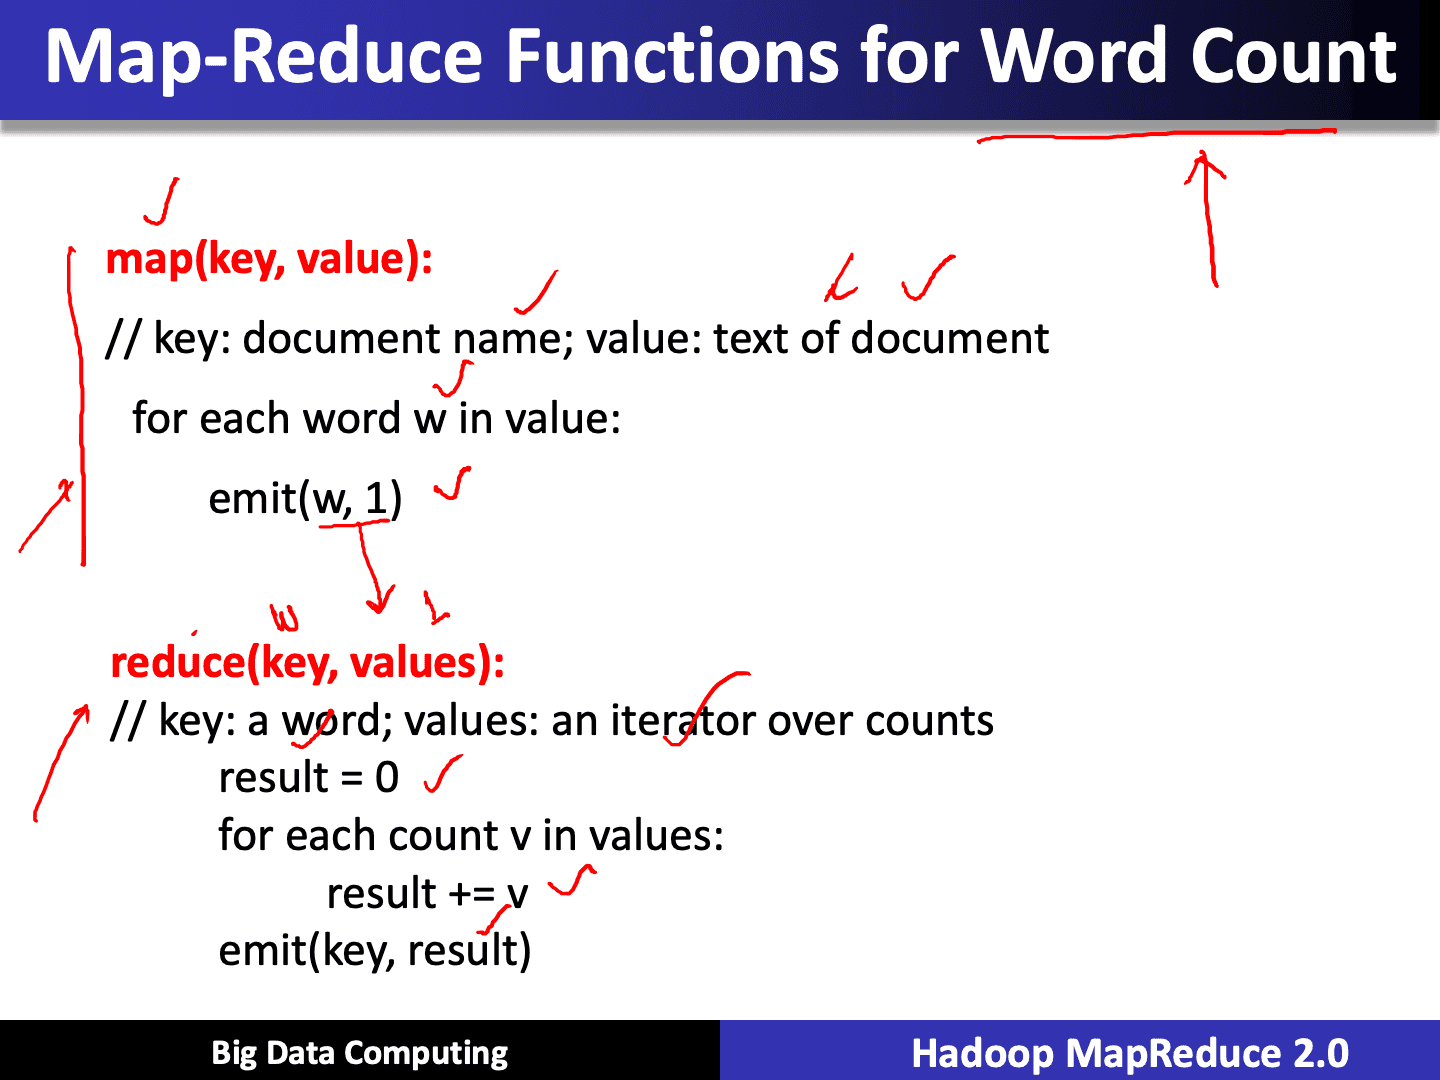 Map-Reduce Functions for Word Count
map(key, value):
// key: document name; value: text of document
for each word w in value:
emit(w, 1)
w 1
reduce(key, values):
// key: a word; values: an iterator over counts
result = 0
for each count v in values:
result += v
emit(key, result)
Big Data Computing
Hadoop MapReduce 2.0